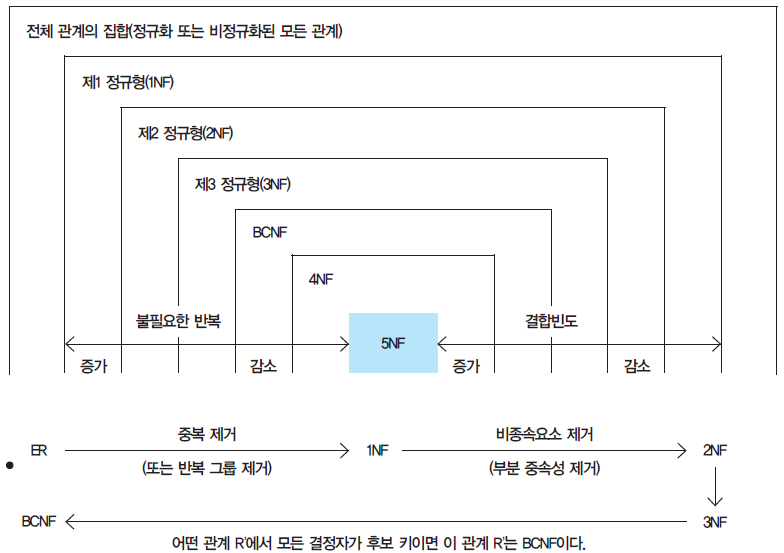 전체 관계의 집합(정규화 또는 비정규화된 모든 관계)
제1 정규형(1NF)
제2 정규형(2NF)
제3 정규형(3NF)
BCNF
4NF
불필요한 반복
결합빈도
5NF
증가
감소
증가
감소
중복 제거
비종속요소 제거
ER
1NF
2NF
(또는 반복 그룹 제거)
(부분 중속성 제거)
BCNF
3NF
어떤 관계 R'에서 모든 결정자가 후보 키이면 이 관계 R'는 BCNF이다.